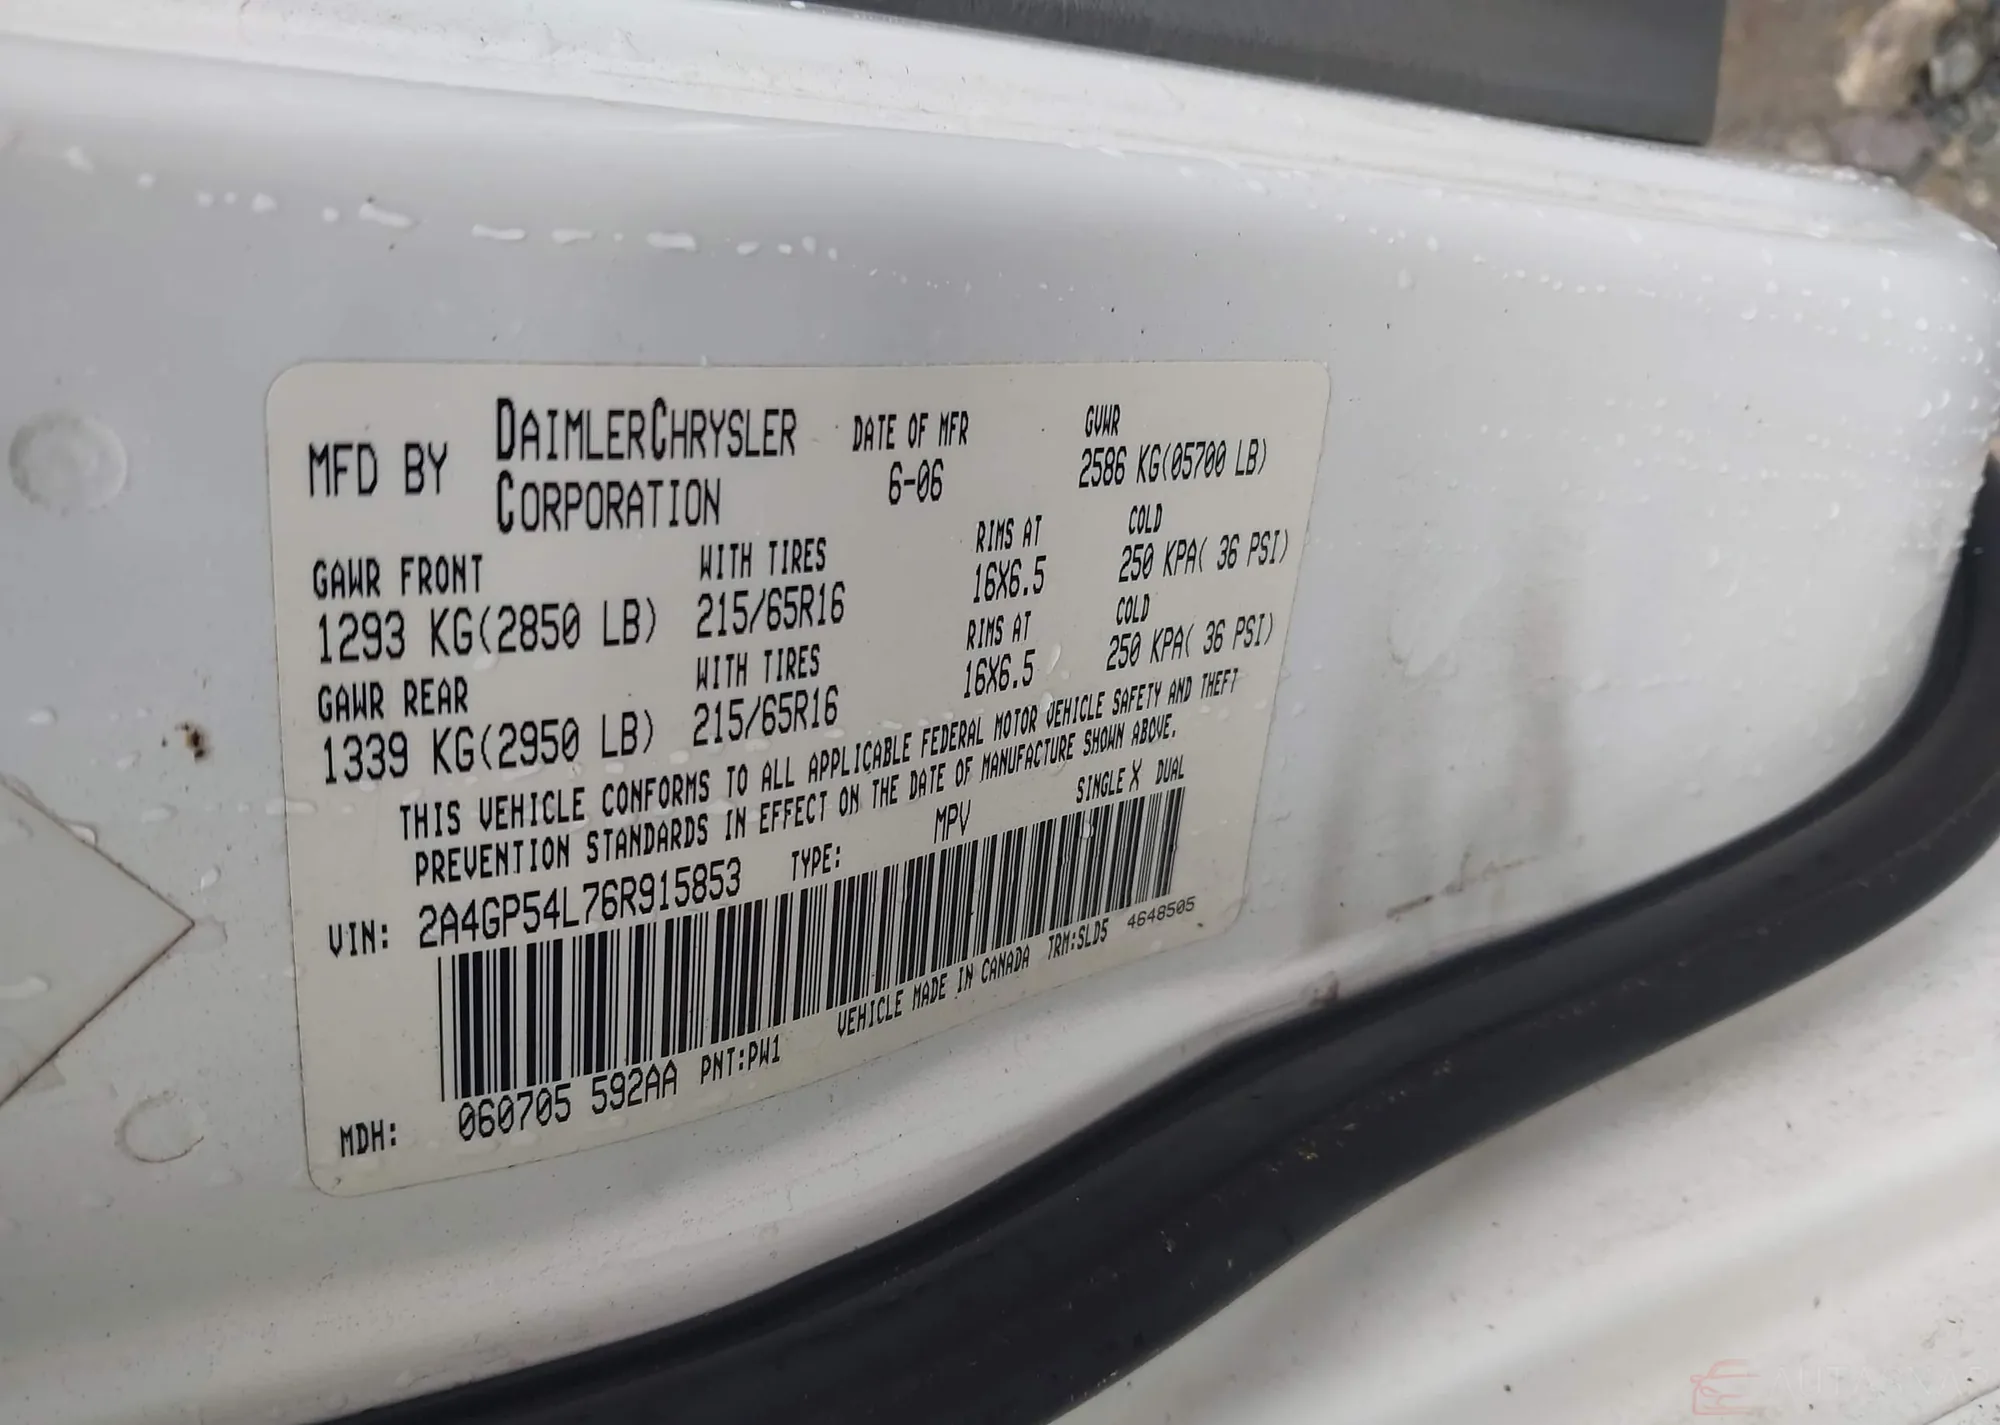 MFD BY DAIMLERCHRYSLER CORPORATION
DATE OF MFR
6-06
GVWR
2586 KG(05700 LB)
GAWR FRONT WITH TIRES RIMS AT COLD
1293 KG(2850 LB) 215/65R16 16X6.5 250 KPA( 36 PSI)
GAWR REAR WITH TIRES RIMS AT COLD
1339 KG(2950 LB) 215/65R16 16X6.5 250 KPA( 36 PSI)
THIS VEHICLE CONFORMS TO ALL APPLICABLE FEDERAL MOTOR VEHICLE SAFETY AND THEFT
PREVENTION STANDARDS IN EFFECT ON THE DATE OF MANUFACTURE SHOWN ABOVE.
VIN: 2A4GP54L76R915853 TYPE: MPV SINGLE X DUAL
VEHICLE MADE IN CANADA TRM:SLD5 4648505
MDH: 060705 592AA PNT:PW1